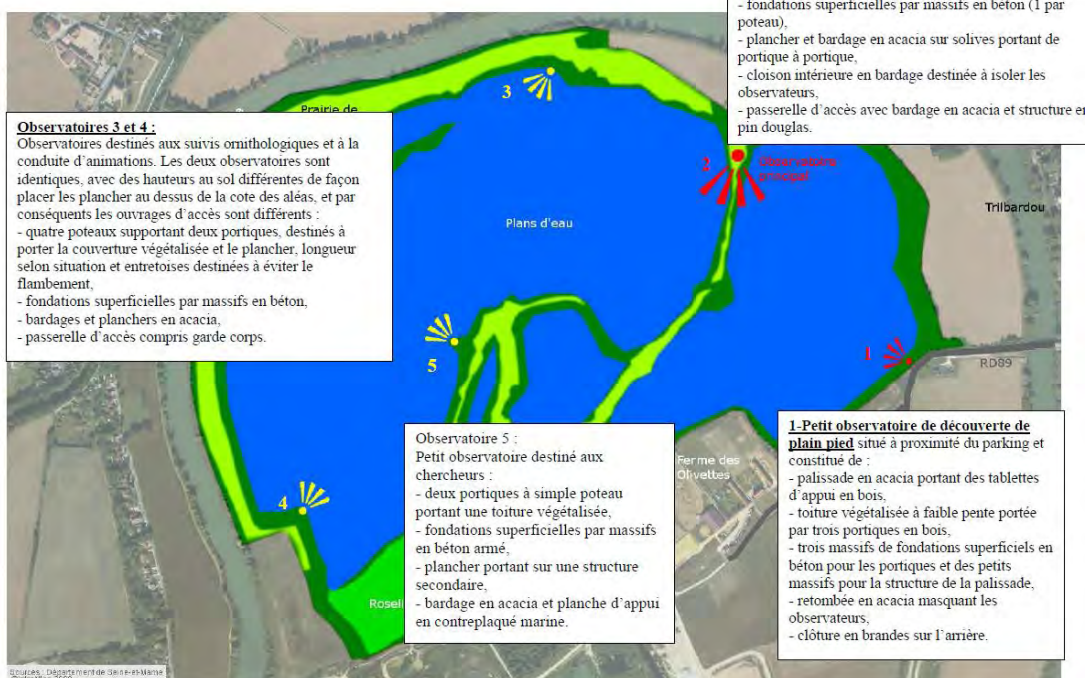 - fondations superficielles par massifs en béton (1 par
poteau),
- plancher et bardage en acacia sur solives portant de
portique à portique,
- cloison intérieure en bardage destinée à isoler les
observateurs,
- passerelle d'accès avec bardage en acacia et structure en
pin douglas.
3
Prairie de
Observatoires 3 et 4 :
Observatoires destinés aux suivis ornithologiques et à la
conduite d'animations. Les deux observatoires sont
identiques, avec des hauteurs au sol différentes de façon
placer les plancher au dessus de la cote des aléas, et par
conséquents les ouvrages d'accès sont différents :
- quatre poteaux supportant deux portiques, destinés à
porter la couverture végétalisée et le plancher, longueur
selon situation et entretoises destinées à éviter le
flambement,
- fondations superficielles par massifs en béton,
- bardages et planchers en acacia,
- passerelle d'accès compris garde corps.
2
Observatoire
principal
Trilbardou
Plans d'eau
5
1
RD89
Observatoire 5 :
Petit observatoire destiné aux
chercheurs :
- deux portiques à simple poteau
portant une toiture végétalisée,
- fondations superficielles par massifs
en béton armé,
- plancher portant sur une structure
secondaire,
- bardage en acacia et planche d'appui
en contreplaqué marine.
Ferme des
Olivettes
1-Petit observatoire de découverte de
plain pied situé à proximité du parking et
constitué de :
- palissade en acacia portant des tablettes
d'appui en bois,
- toiture végétalisée à faible pente portée
par trois portiques en bois,
- trois massifs de fondations superficiels en
béton pour les portiques et des petits
massifs pour la structure de la palissade,
- retombée en acacia masquant les
observateurs,
- clôture en brandes sur l'arrière.
4
Roseli
Sources : Département de Seine-et-Marne